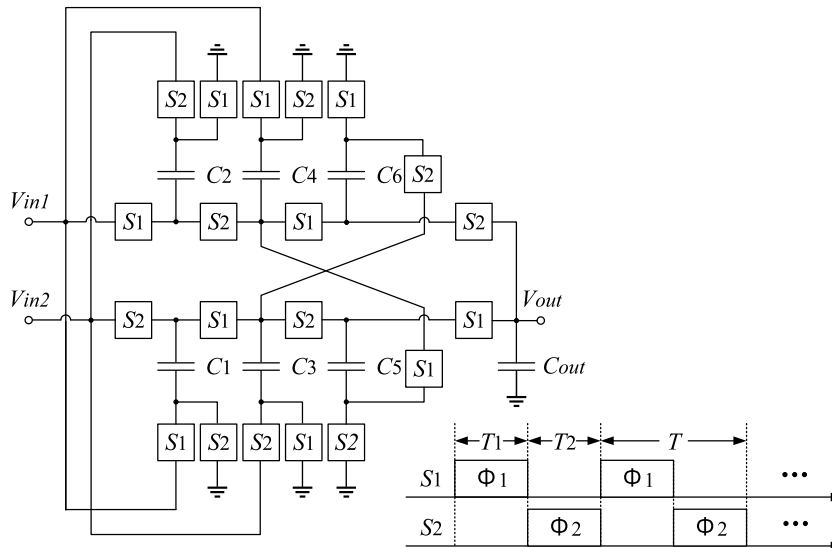 S2 S1 S1 S2 S1
C2 C4 C6 S2
Vin1 S1 S2 S1 S2
Vin2 S2 S1 S2 S1 Vout
C1 C3 C5 S1 Cout
S1 S2 S2 S1 S2
T1 T2 T
S1 Φ1 Φ1 •••
S2 Φ2 Φ2 •••